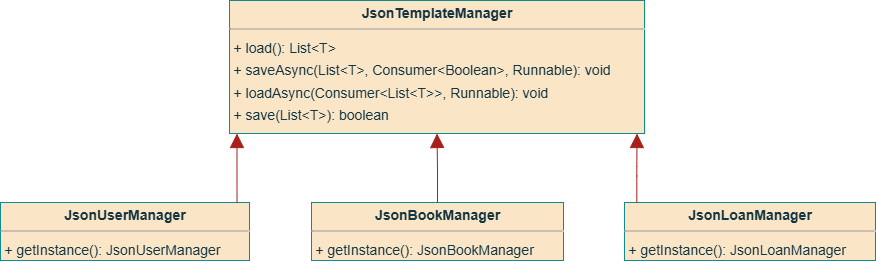 JsonTemplateManager
+ load(): List<T>
+ saveAsync(List<T>, Consumer<Boolean>, Runnable): void
+ loadAsync(Consumer<List<T>>, Runnable): void
+ save(List<T>): boolean
JsonUserManager
+ getInstance(): JsonUserManager
JsonBookManager
+ getInstance(): JsonBookManager
JsonLoanManager
+ getInstance(): JsonLoanManager